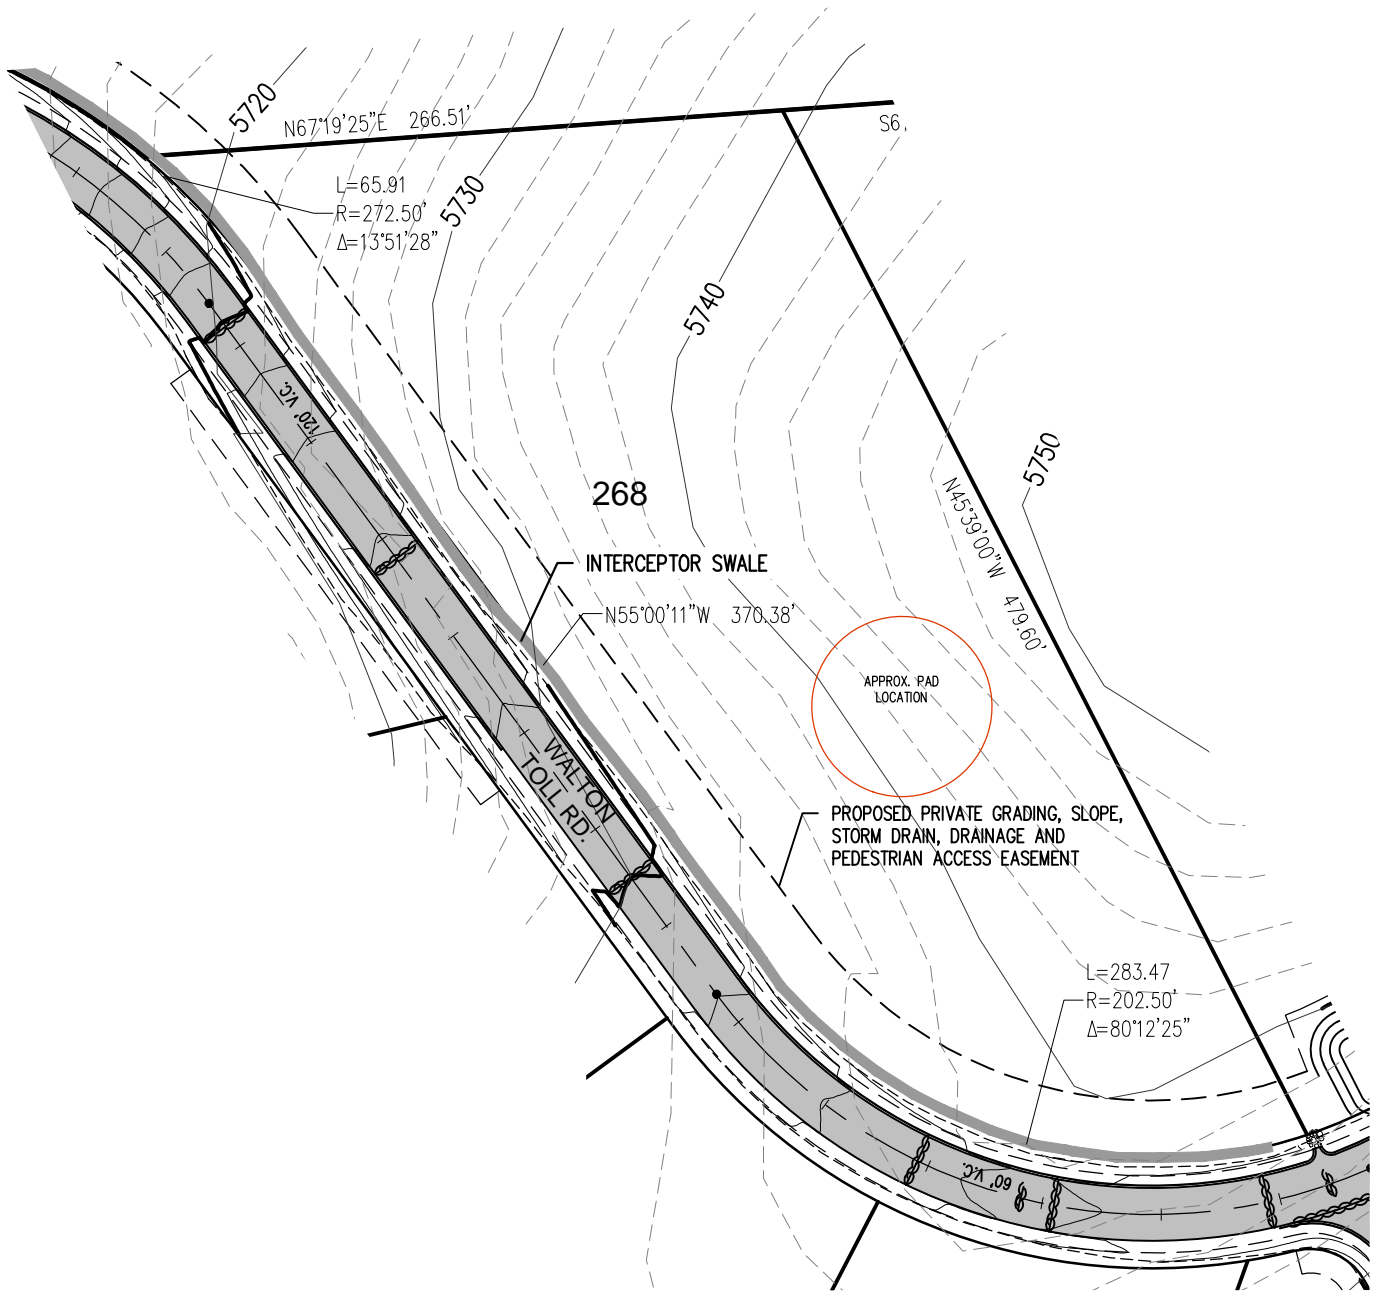 5720
N67°19'25"E 266.51'
S6
L=65.91
R=272.50'
Δ=13°51'28"
5730
5740
120' V.C.
5750
268
N45°39'00"W 479.60'
INTERCEPTOR SWALE
N55°00'11"W 370.38'
APPROX. PAD
LOCATION
WALTON
TOLL RD.
PROPOSED PRIVATE GRADING, SLOPE,
STORM DRAIN, DRAINAGE AND
PEDESTRIAN ACCESS EASEMENT
L=283.47
R=202.50'
Δ=80°12'25"
60' V.C.